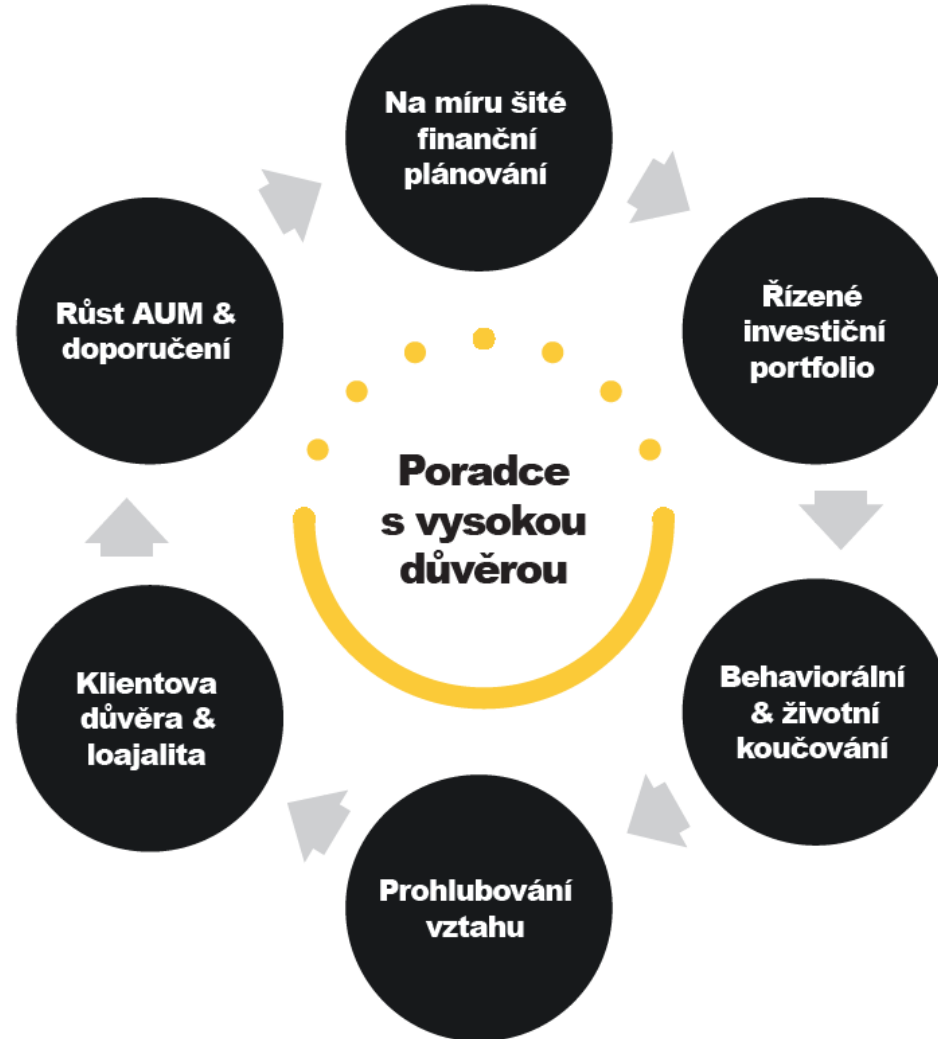 Na míru šité
finanční
plánování
Řízené
investiční
portfolio
Behaviorální
& životní
koučování
Prohlubování
vztahu
Klientova
důvěra &
loajalita
Růst AUM &
doporučení
Poradce
s vysokou
důvěrou